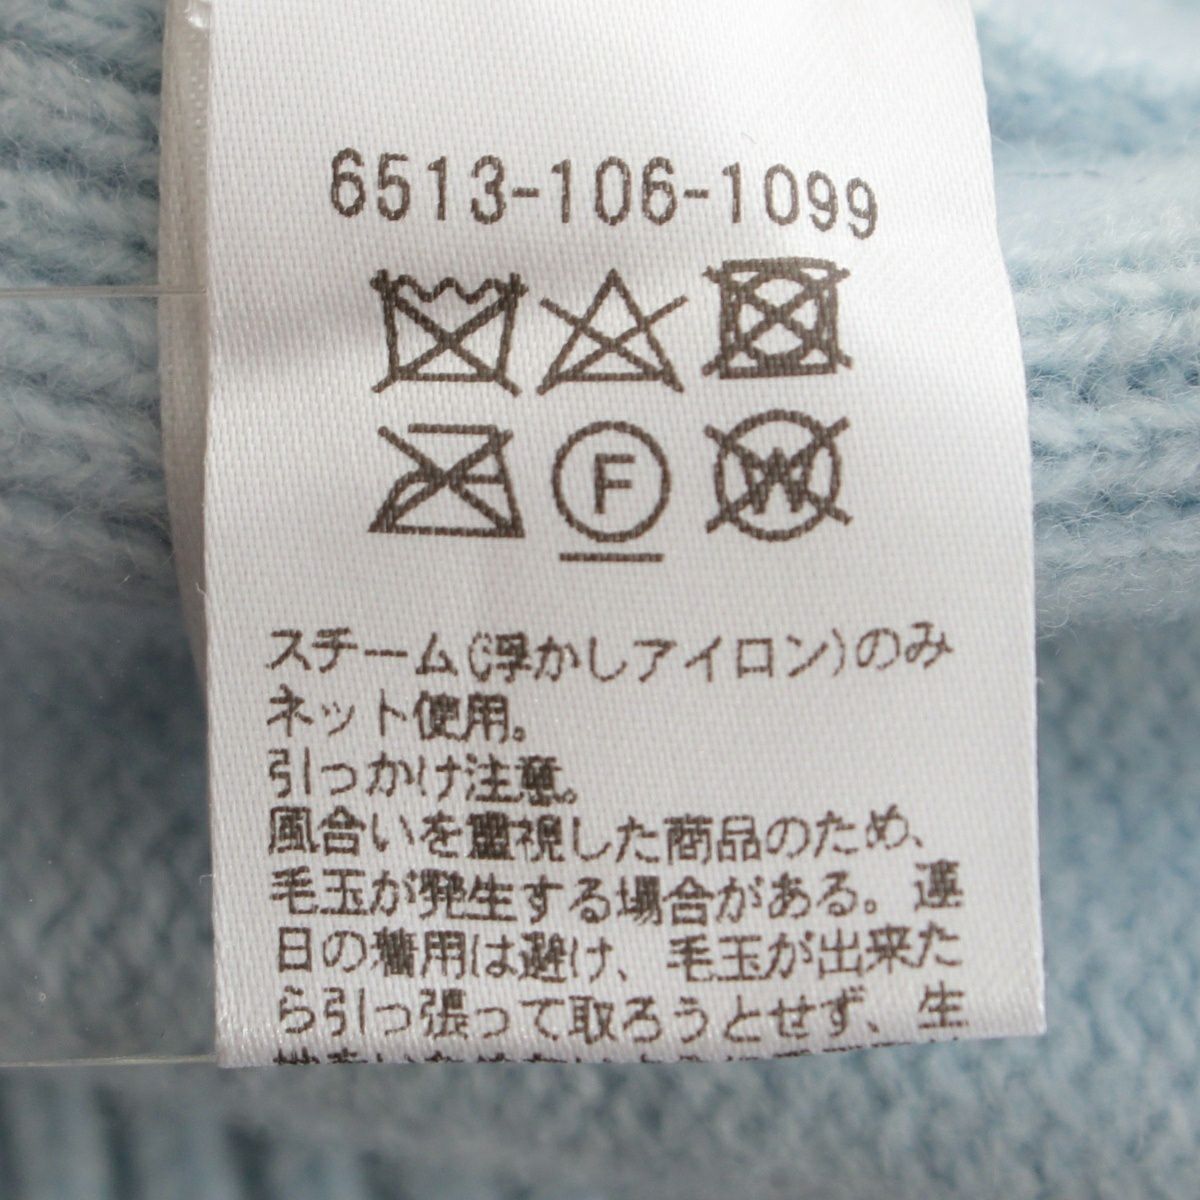 6513-106-1099
F
W
スチーム(浮かしアイロン)のみ
ネット使用。
引っかけ注意。
風合いを重視した商品のため、
毛玉が発生する場合がある。連
日の着用は避け、毛玉が出来た
ら引っ張って取ろうとせず、生